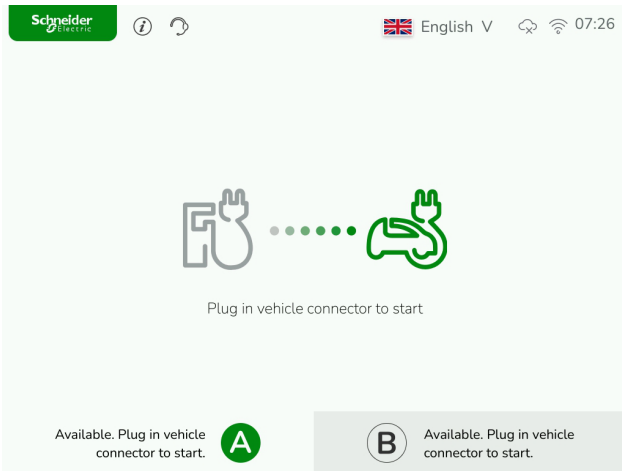 Schneider
Electric
i
English V
07:26
Plug in vehicle connector to start
Available. Plug in vehicle
connector to start.
A
B
Available. Plug in vehicle
connector to start.